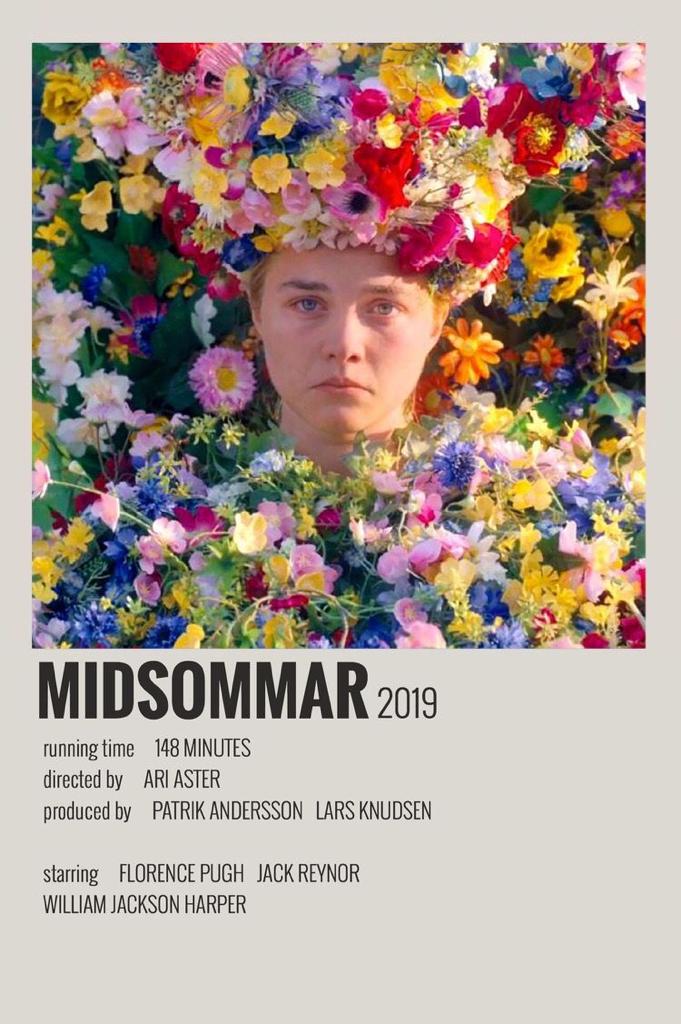 MIDSOMMAR 2019
running time 148 MINUTES
directed by ARI ASTER
produced by PATRIK ANDERSSON LARS KNUDSEN
starring FLORENCE PUGH JACK REYNOR
WILLIAM JACKSON HARPER